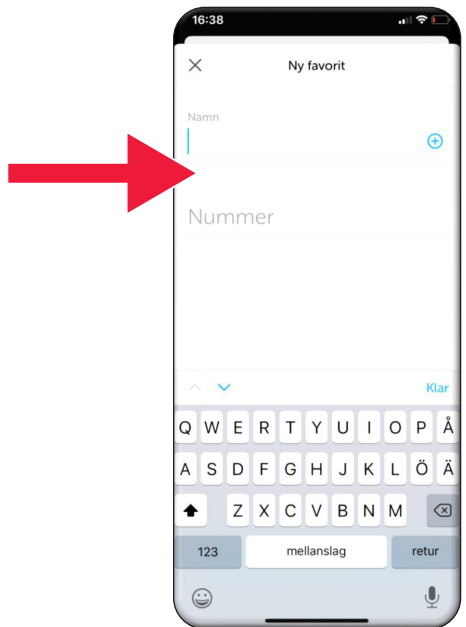 16:38
Ny favorit
Namn
Nummer
Klar
Q W E R T Y U I O P Å
A S D F G H J K L Ö Ä
Z X C V B N M
123 mellanslag retur